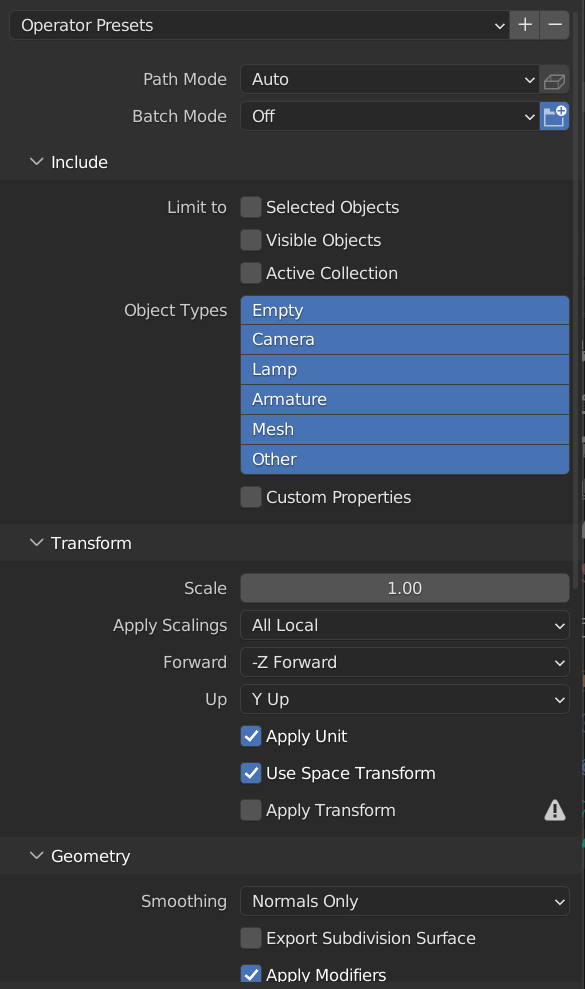 Operator Presets
Path Mode Auto
Batch Mode Off
Include
Limit to Selected Objects
Visible Objects
Active Collection
Object Types Empty
Camera
Lamp
Armature
Mesh
Other
Custom Properties
Transform
Scale 1.00
Apply Scalings All Local
Forward -Z Forward
Up Y Up
Apply Unit
Use Space Transform
Apply Transform
Geometry
Smoothing Normals Only
Export Subdivision Surface
Apply Modifiers